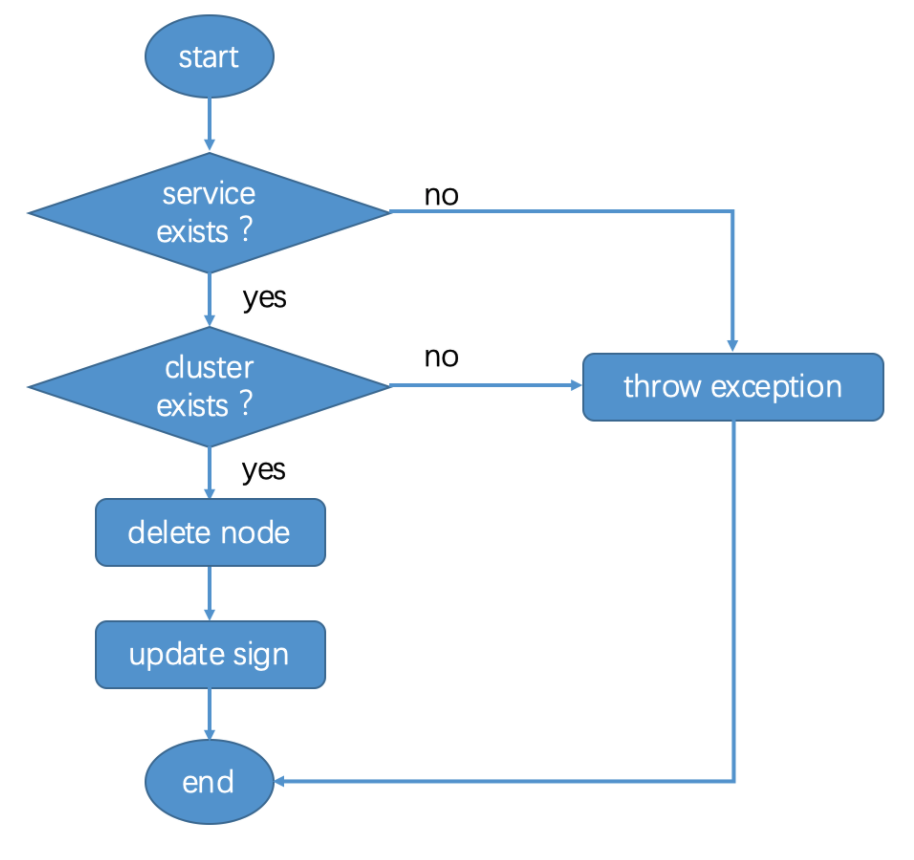 start
service
exists ?
no
yes
cluster
exists ?
no
throw exception
yes
delete node
update sign
end